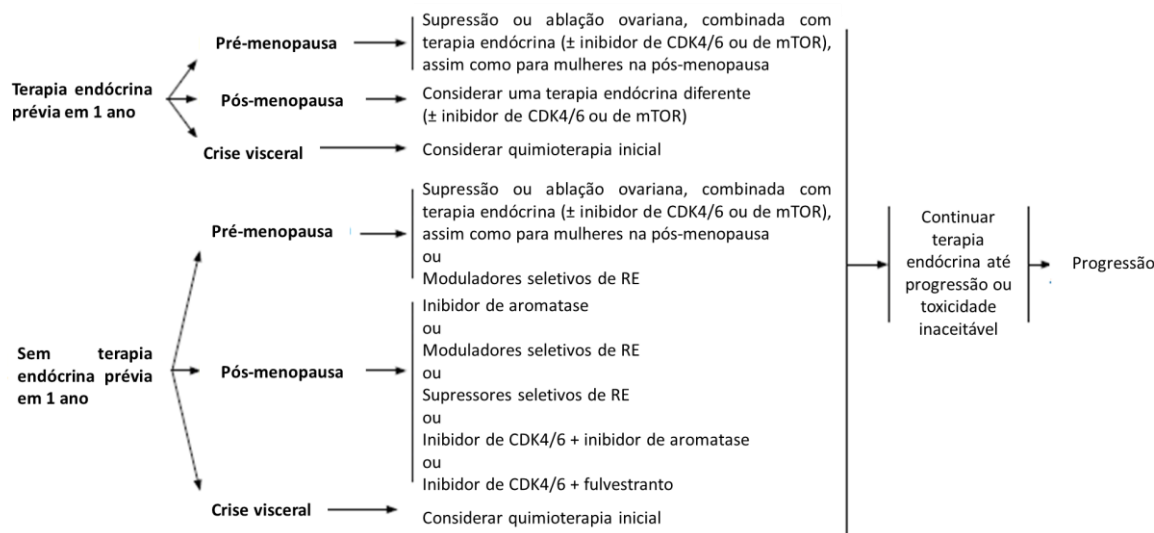 Terapia endócrina
prévia em 1 ano
Pré-menopausa
Supressão ou ablação ovariana, combinada com
terapia endócrina (± inibidor de CDK4/6 ou de mTOR),
assim como para mulheres na pós-menopausa
Pós-menopausa
Considerar uma terapia endócrina diferente
(± inibidor de CDK4/6 ou de mTOR)
Crise visceral
Considerar quimioterapia inicial
Sem terapia
endócrina prévia
em 1 ano
Pré-menopausa
Supressão ou ablação ovariana, combinada com
terapia endócrina (± inibidor de CDK4/6 ou de mTOR),
assim como para mulheres na pós-menopausa
ou
Moduladores seletivos de RE
Pós-menopausa
Inibidor de aromatase
ou
Moduladores seletivos de RE
ou
Supressores seletivos de RE
ou
Inibidor de CDK4/6 + inibidor de aromatase
ou
Inibidor de CDK4/6 + fulvestranto
Crise visceral
Considerar quimioterapia inicial
Continuar
terapia
endócrina até
progressão ou
toxicidade
inaceitável
Progressão